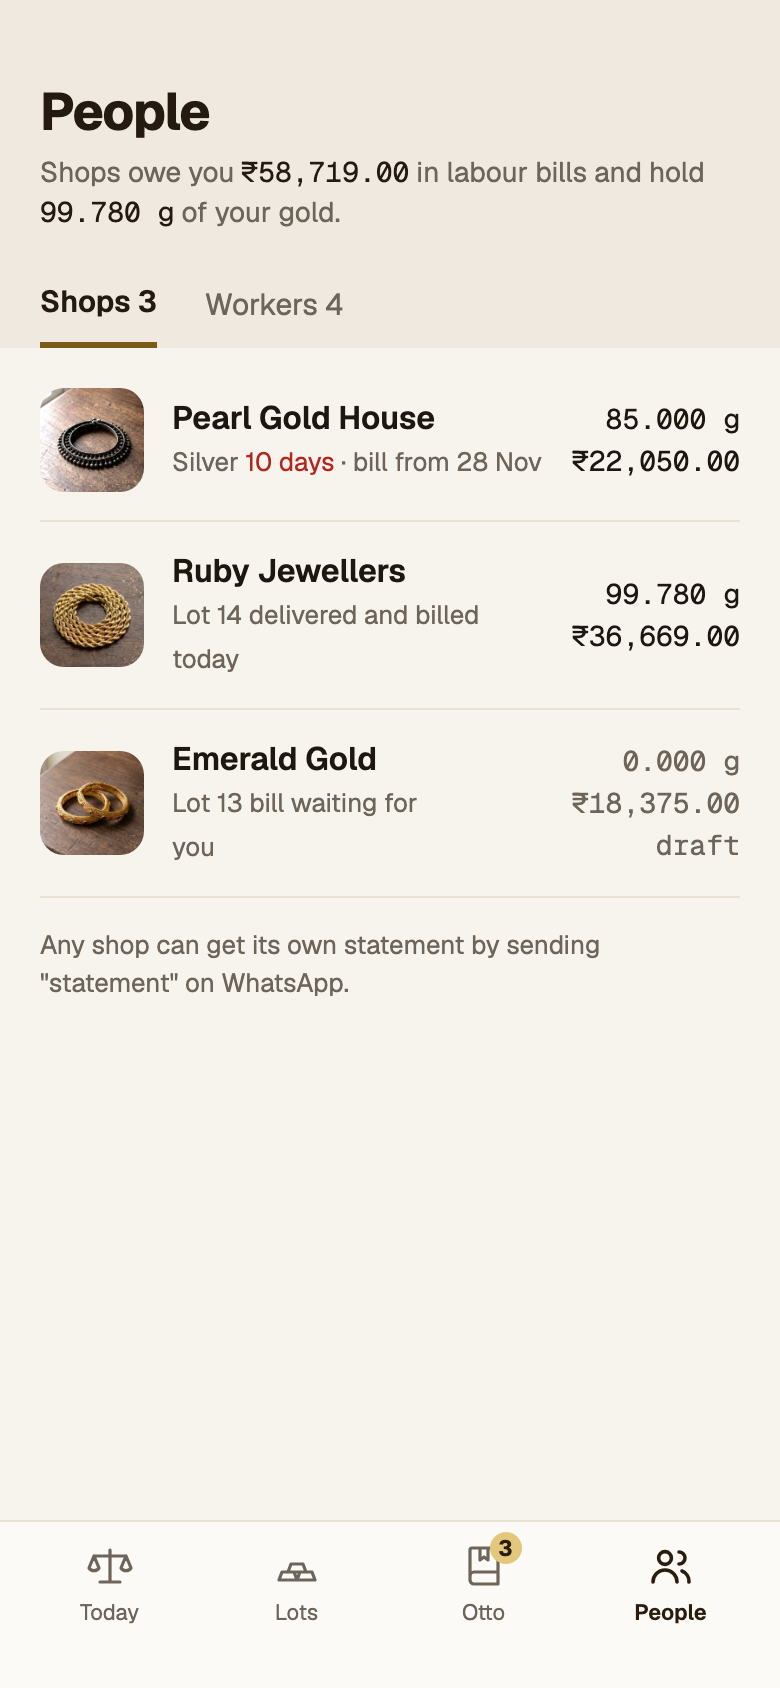 People
Shops owe you ₹58,719.00 in labour bills and hold
99.780 g of your gold.
Shops 3
Workers 4
Pearl Gold House
85.000 g
Silver 10 days · bill from 28 Nov
₹22,050.00
Ruby Jewellers
99.780 g
Lot 14 delivered and billed
today
₹36,669.00
Emerald Gold
0.000 g
Lot 13 bill waiting for
you
₹18,375.00
draft
Any shop can get its own statement by sending
"statement" on WhatsApp.
3
Today
Lots
Otto
People